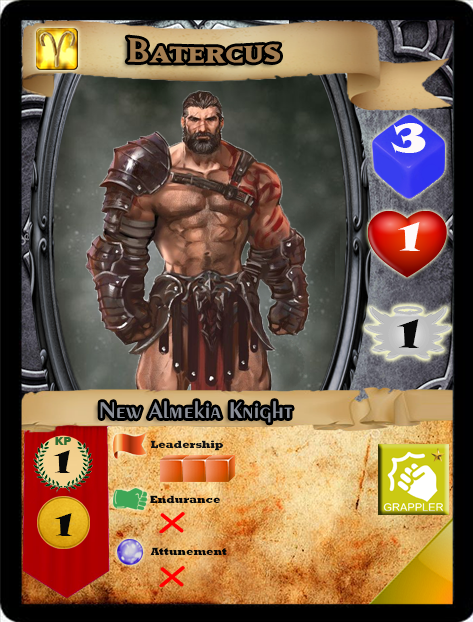 Batercus
3
1
1
New Almekia Knight
KP
1
1
Leadership
Endurance
Attunement
GRAPPLER